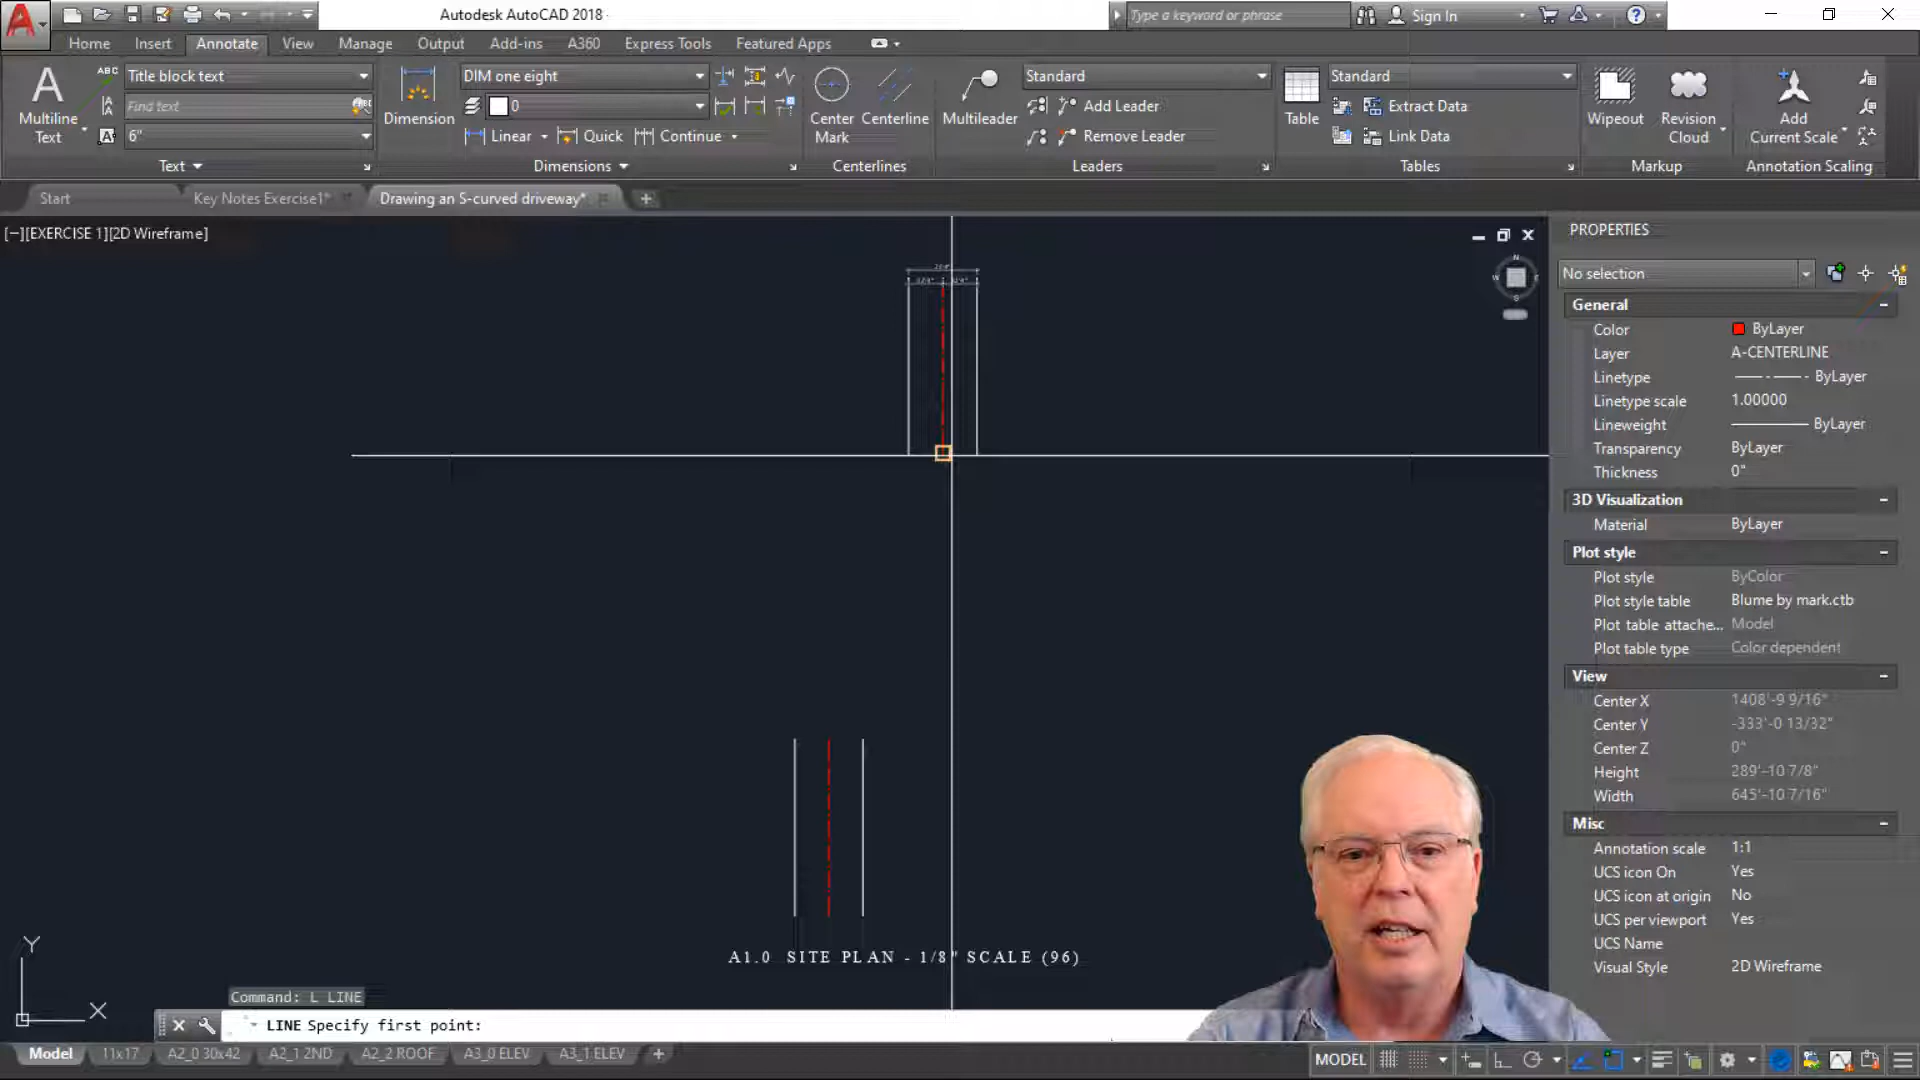 Autodesk AutoCAD 2018
Type a keyword or phrase
Sign In
Home Insert Annotate View Manage Output Add-ins A360 Express Tools Featured Apps
Multiline Text
Title block text
Find text
6"
Text
Dimension
DIM one eight
0
Linear Quick Continue
Dimensions
Center Mark
Centerline
Centerlines
Multileader
Standard
Add Leader
Remove Leader
Leaders
Table
Standard
Extract Data
Link Data
Tables
Wipeout
Revision Cloud
Markup
Add Current Scale
Annotation Scaling
Start
Key Notes Exercise1*
Drawing an S-curved driveway*
[−][EXERCISE 1][2D Wireframe]
N
S
A1.0 SITE PLAN - 1/8" SCALE (96)
Y
X
Command: L LINE
LINE Specify first point:
Model 11x17 A2_0 30x42 A2_1 2ND A2_2 ROOF A3_0 ELEV A3_1 ELEV
MODEL
PROPERTIES
No selection
General
Color ByLayer
Layer A-CENTERLINE
Linetype ByLayer
Linetype scale 1.00000
Lineweight ByLayer
Transparency ByLayer
Thickness 0"
3D Visualization
Material ByLayer
Plot style
Plot style ByColor
Plot style table Blume by mark.ctb
Plot table attache... Model
Plot table type Color dependent
View
Center X 1408'-9 9/16"
Center Y -333'-0 13/32"
Center Z 0"
Height 289'-10 7/8"
Width 645'-10 7/16"
Misc
Annotation scale 1:1
UCS icon On Yes
UCS icon at origin No
UCS per viewport Yes
UCS Name
Visual Style 2D Wireframe